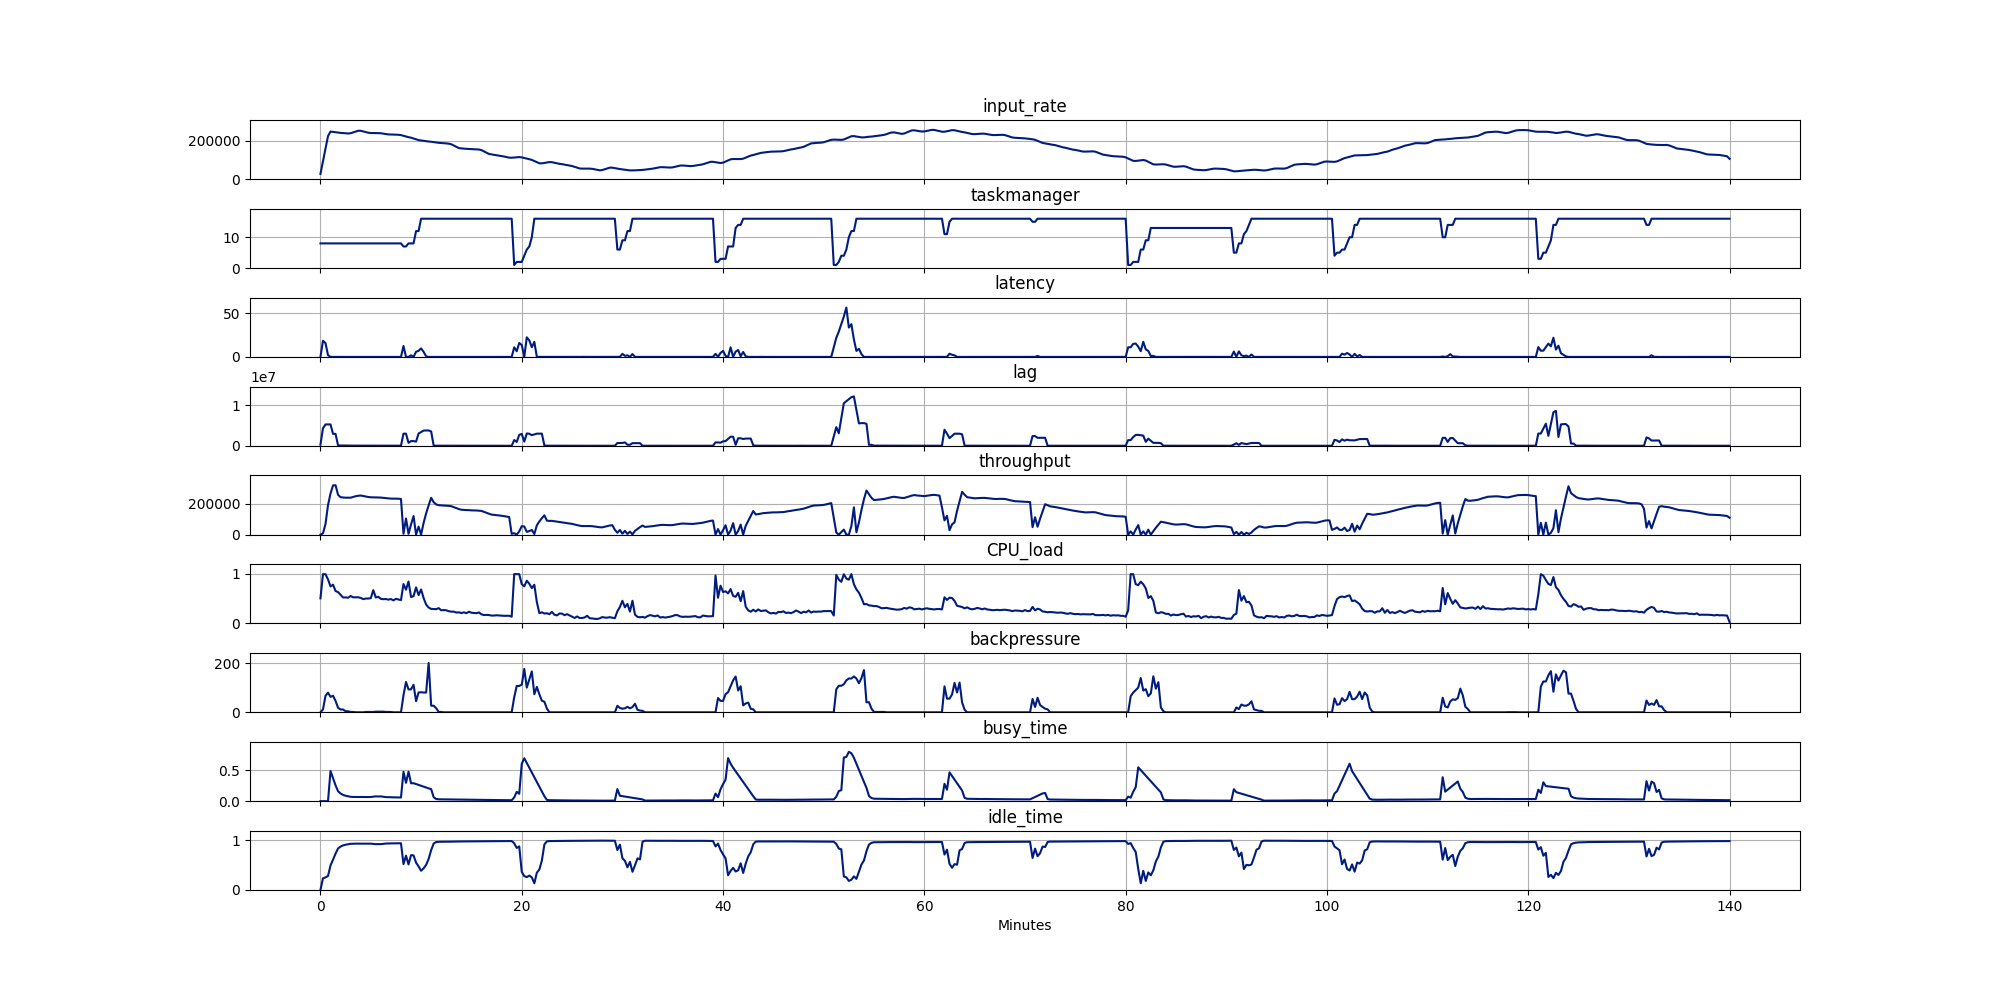 input_rate
200000
0
taskmanager
10
0
latency
50
0
1e7
lag
1
0
throughput
200000
0
CPU_load
1
0
backpressure
200
0
busy_time
0.5
0.0
idle_time
1
0
0 20 40 60 80 100 120 140
Minutes